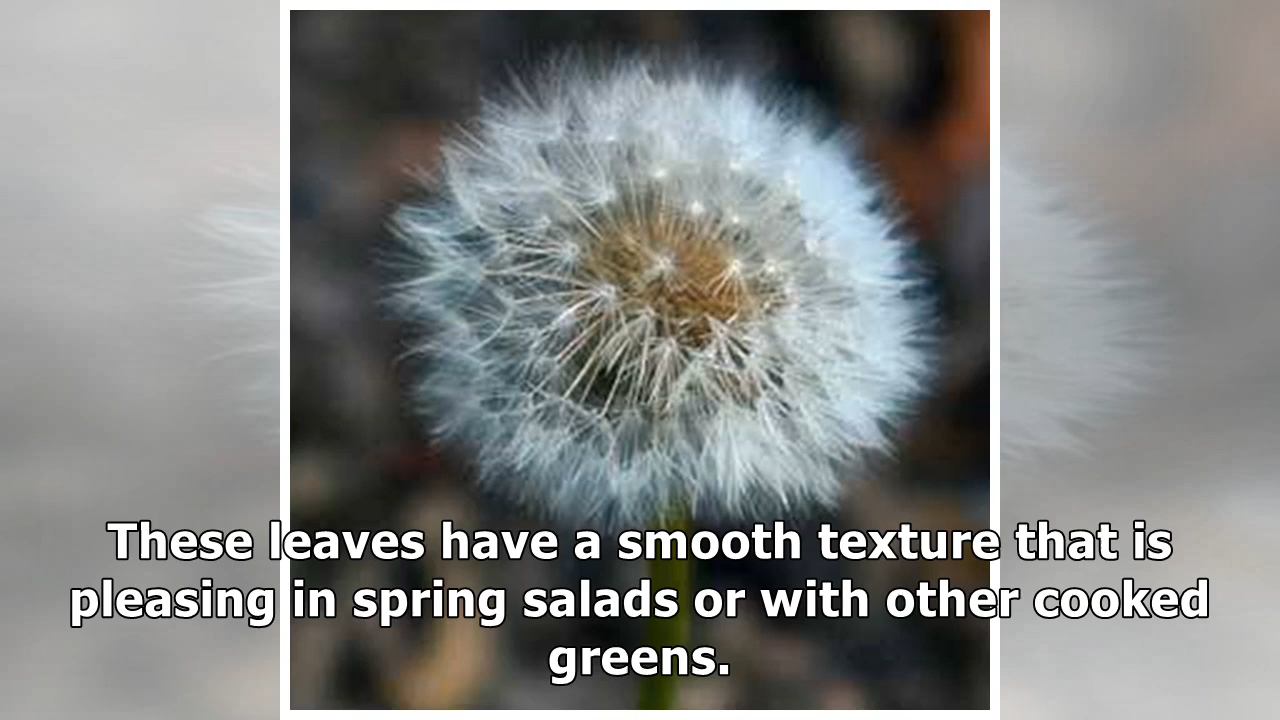 These leaves have a smooth texture that is
pleasing in spring salads or with other cooked
greens.